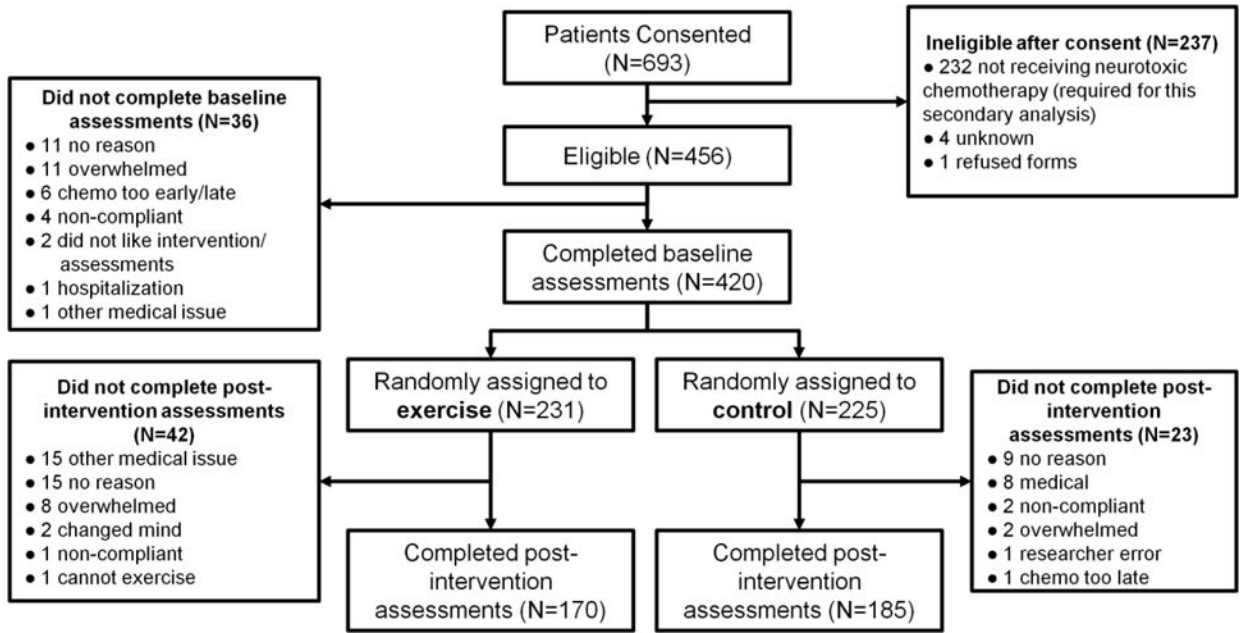 Patients Consented
(N=693)
Ineligible after consent (N=237)
● 232 not receiving neurotoxic
chemotherapy (required for this
secondary analysis)
● 4 unknown
● 1 refused forms
Did not complete baseline
assessments (N=36)
● 11 no reason
● 11 overwhelmed
● 6 chemo too early/late
● 4 non-compliant
● 2 did not like intervention/
assessments
● 1 hospitalization
● 1 other medical issue
Eligible (N=456)
Completed baseline
assessments (N=420)
Randomly assigned to
exercise (N=231)
Randomly assigned to
control (N=225)
Did not complete post-
intervention assessments
(N=42)
● 15 other medical issue
● 15 no reason
● 8 overwhelmed
● 2 changed mind
● 1 non-compliant
● 1 cannot exercise
Did not complete post-
intervention
assessments (N=23)
● 9 no reason
● 8 medical
● 2 non-compliant
● 2 overwhelmed
● 1 researcher error
● 1 chemo too late
Completed post-
intervention
assessments (N=170)
Completed post-
intervention
assessments (N=185)